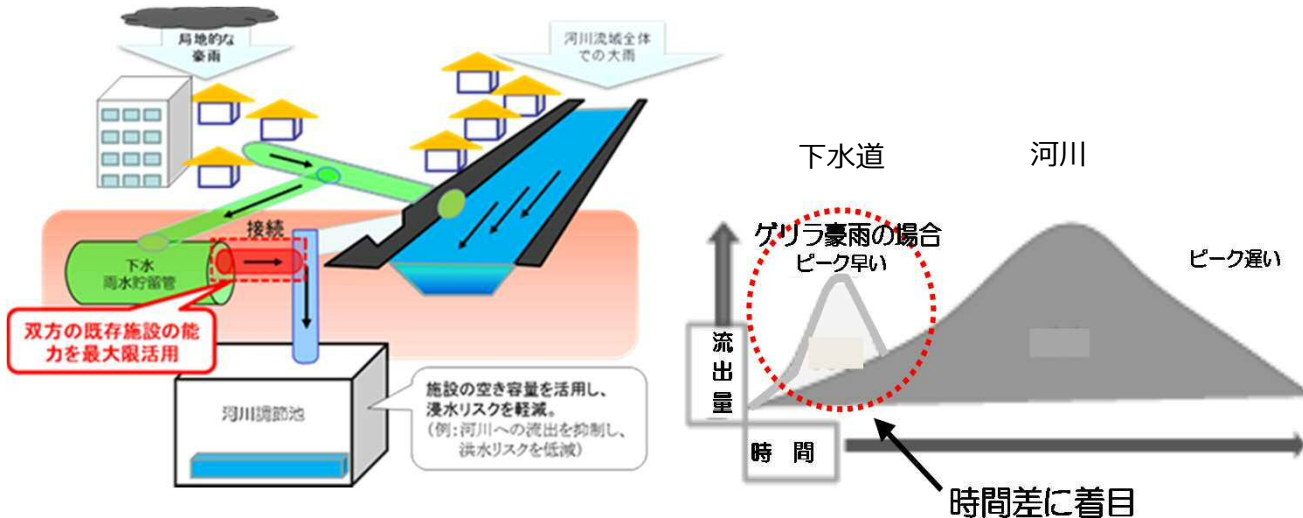 局地的な
豪雨
河川流域全体
での大雨
接続
下水
雨水貯留管
双方の既存施設の能
力を最大限活用
河川調節池
施設の空き容量を活用し、
浸水リスクを軽減。
(例:河川への流出を抑制し、
洪水リスクを低減)
下水道
河川
ゲリラ豪雨の場合
ピーク早い
ピーク遅い
流出量
時 間
時間差に着目